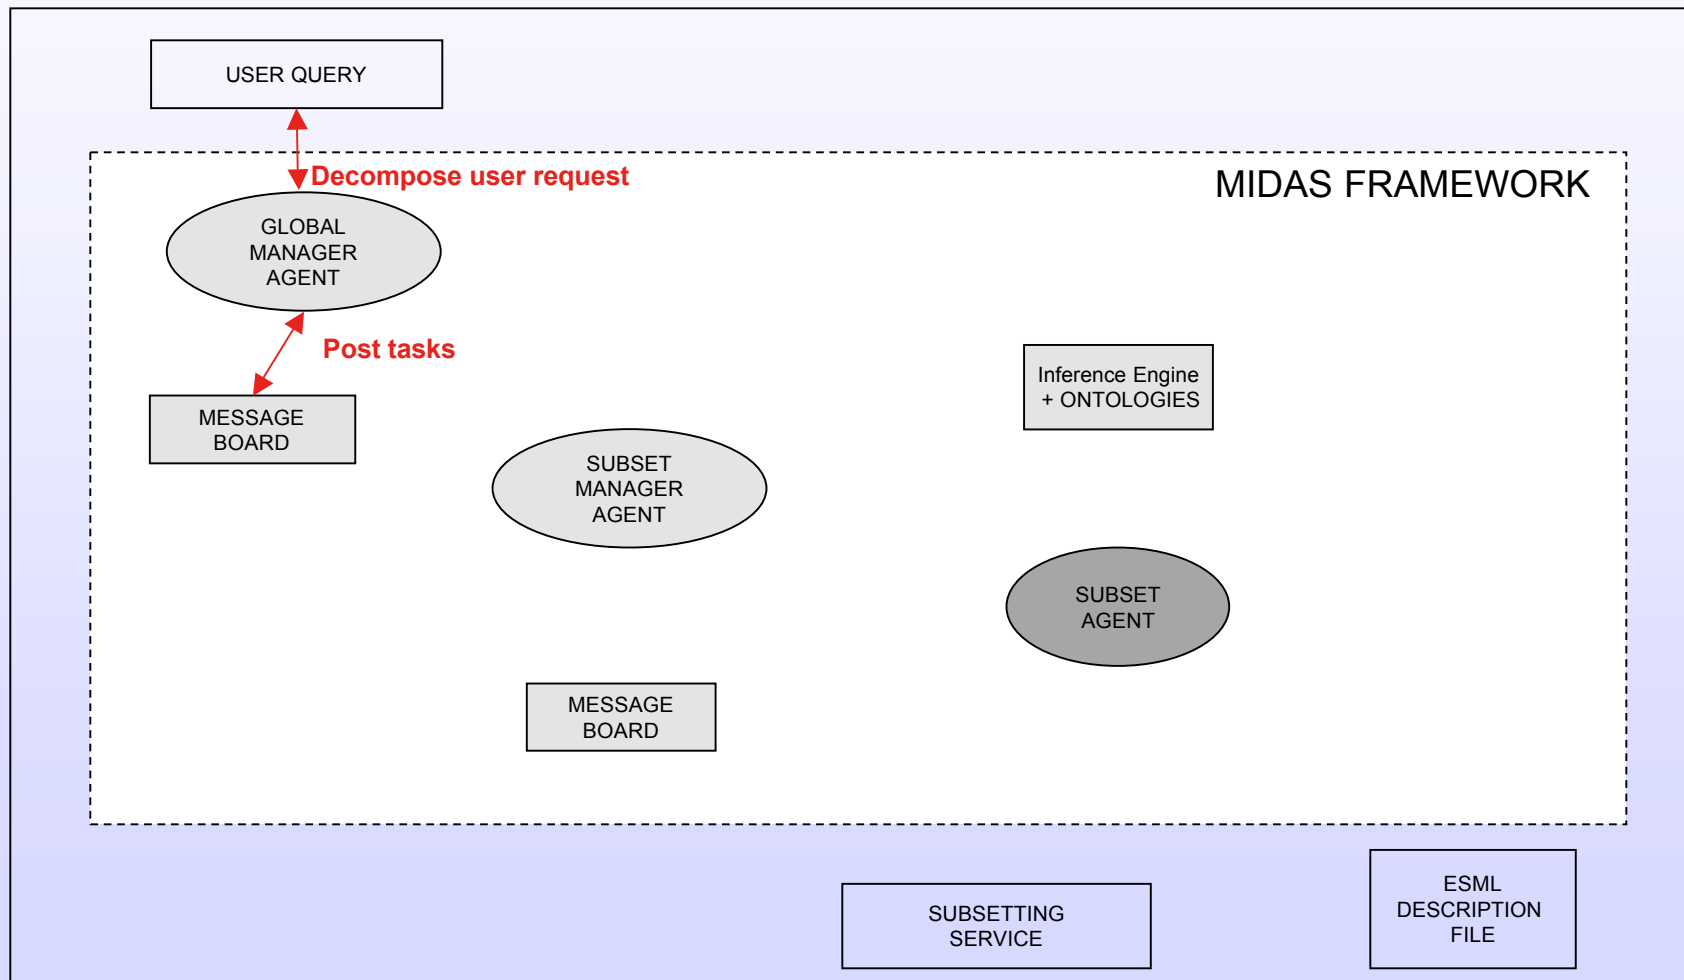 USER QUERY
Decompose user request
MIDAS FRAMEWORK
GLOBAL
MANAGER
AGENT
Post tasks
Inference Engine
+ ONTOLOGIES
MESSAGE
BOARD
SUBSET
MANAGER
AGENT
SUBSET
AGENT
MESSAGE
BOARD
ESML
DESCRIPTION
FILE
SUBSETTING
SERVICE